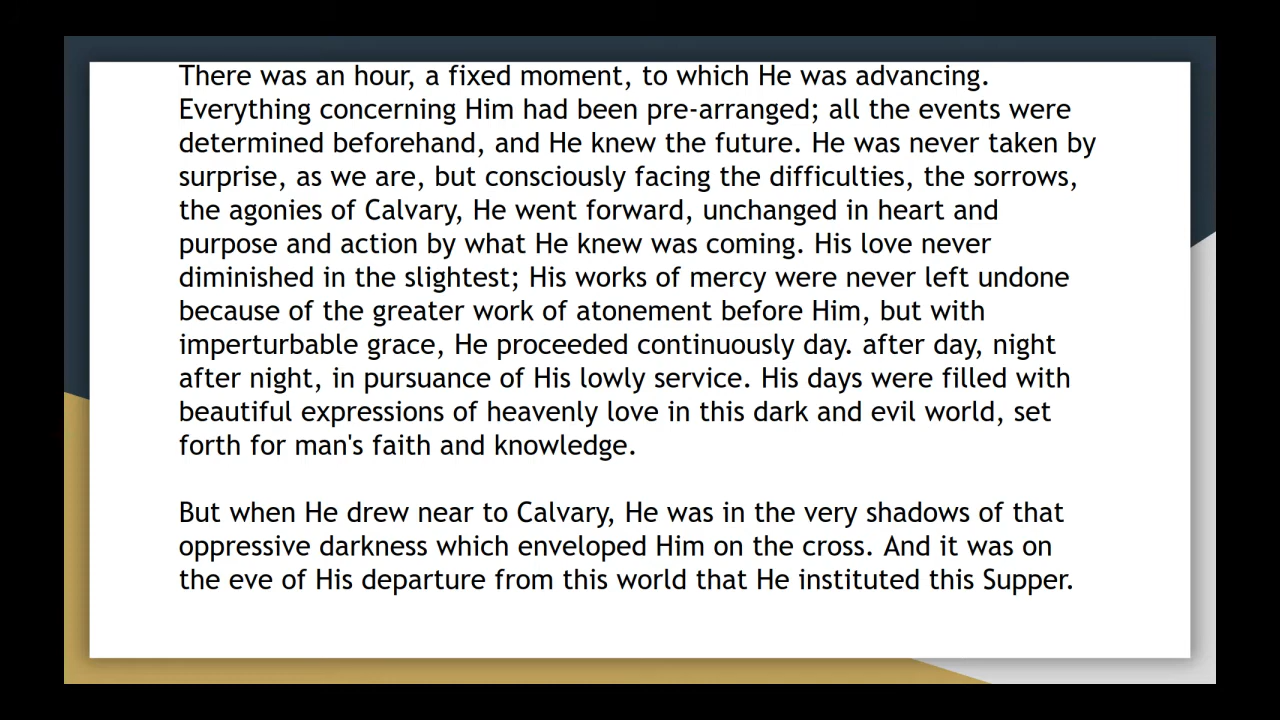 There was an hour, a fixed moment, to which He was advancing.
Everything concerning Him had been pre-arranged; all the events were
determined beforehand, and He knew the future. He was never taken by
surprise, as we are, but consciously facing the difficulties, the sorrows,
the agonies of Calvary, He went forward, unchanged in heart and
purpose and action by what He knew was coming. His love never
diminished in the slightest; His works of mercy were never left undone
because of the greater work of atonement before Him, but with
imperturbable grace, He proceeded continuously day. after day, night
after night, in pursuance of His lowly service. His days were filled with
beautiful expressions of heavenly love in this dark and evil world, set
forth for man's faith and knowledge.
But when He drew near to Calvary, He was in the very shadows of that
oppressive darkness which enveloped Him on the cross. And it was on
the eve of His departure from this world that He instituted this Supper.